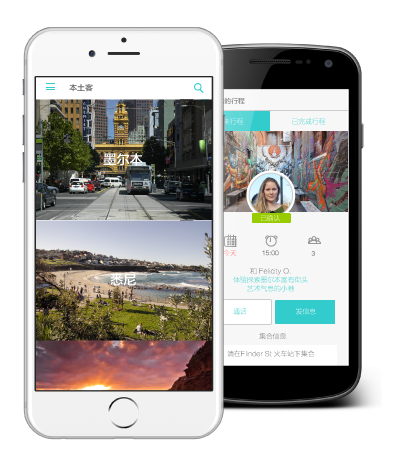 本土客
墨尔本
悉尼
的行程
行程
已完成行程
已确认
今天
15:00
3
和 Felicity O.
体验探索墨尔本富有街头
艺术气息的小巷
通话
发信息
集合信息
请在Finder St 火车站下集合